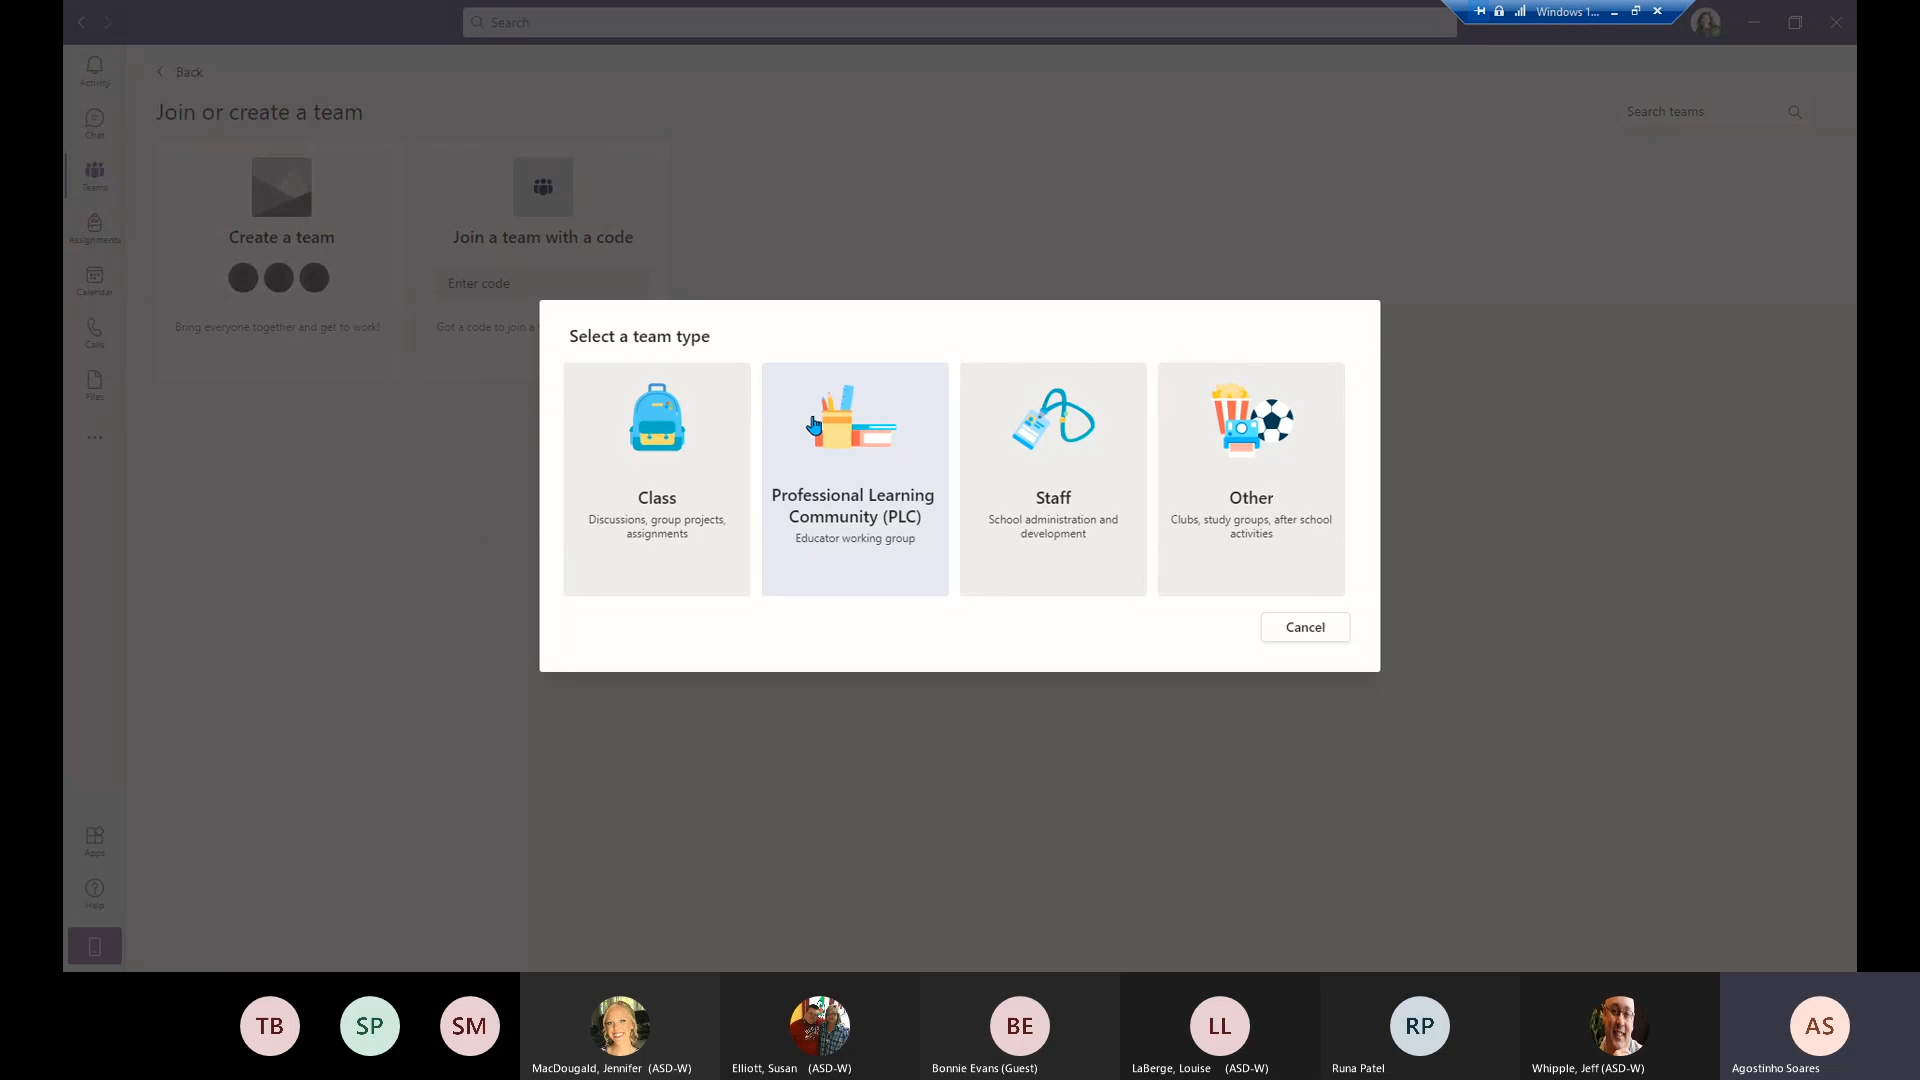 Search
Windows 1...
Activity
Chat
Teams
Assignments
Calendar
Calls
Files
Apps
Help
Back
Join or create a team
Search teams
Create a team
Bring everyone together and get to work!
Join a team with a code
Enter code
Got a code to join a
Select a team type
Class
Discussions, group projects,
assignments
Professional Learning
Community (PLC)
Educator working group
Staff
School administration and
development
Other
Clubs, study groups, after school
activities
Cancel
TB
SP
SM
MacDougald, Jennifer (ASD-W)
Elliott, Susan (ASD-W)
BE
Bonnie Evans (Guest)
LL
LaBerge, Louise (ASD-W)
RP
Runa Patel
Whipple, Jeff (ASD-W)
AS
Agostinho Soares